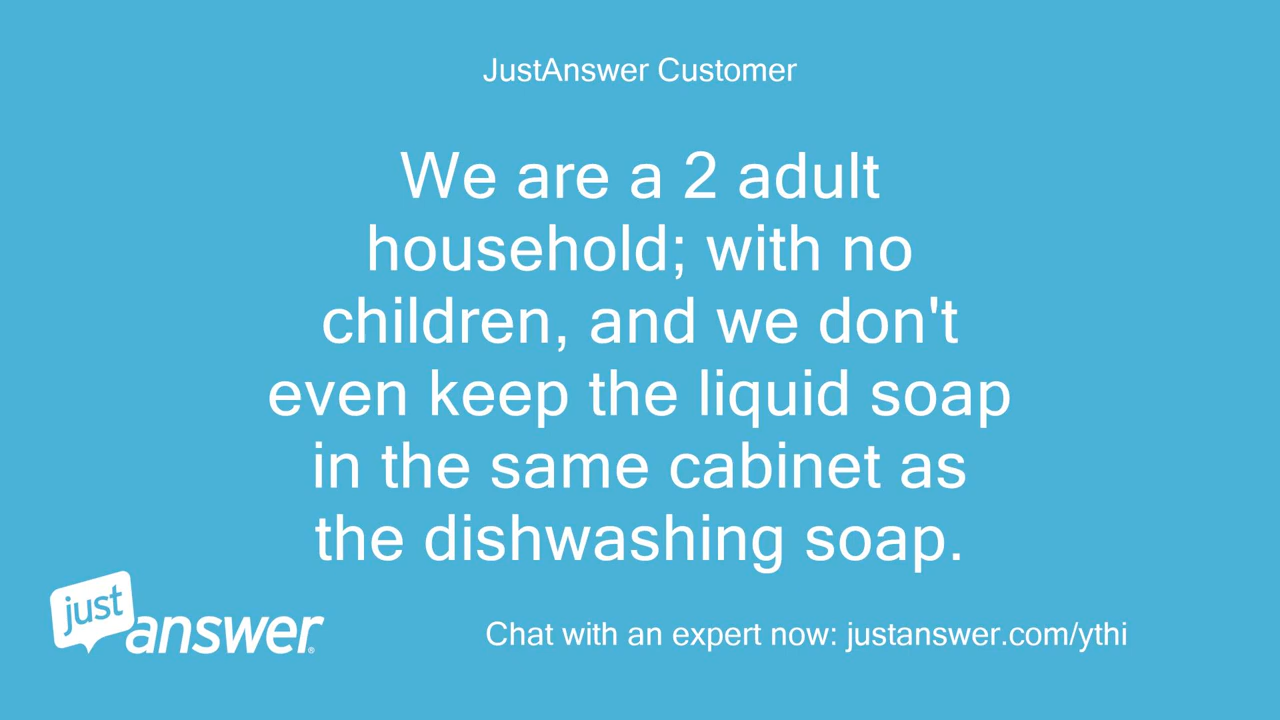 JustAnswer Customer
We are a 2 adult
household; with no
children, and we don't
even keep the liquid soap
in the same cabinet as
the dishwashing soap.
just
answer®
Chat with an expert now: justanswer.com/ythi